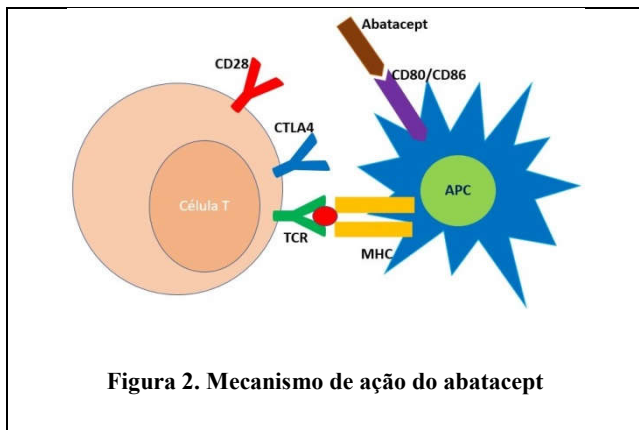 Abatacept
CD28
CD80/CD86
CTLA4
Célula T
APC
TCR
MHC
Figura 2. Mecanismo de ação do abatacept